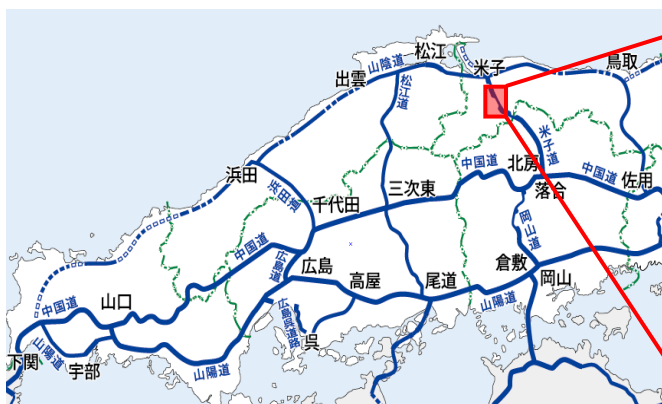 松江
米子
鳥取
山陰道
出雲
松江道
米子道
浜田
浜田道
中国道
北房
中国道
佐用
三次東
落合
千代田
岡山道
中国道
広島道
広島
高屋
尾道
倉敷
岡山
山陽道
山口
中国道
広島呉道路
呉
下関
山陽道
宇部
山陽道